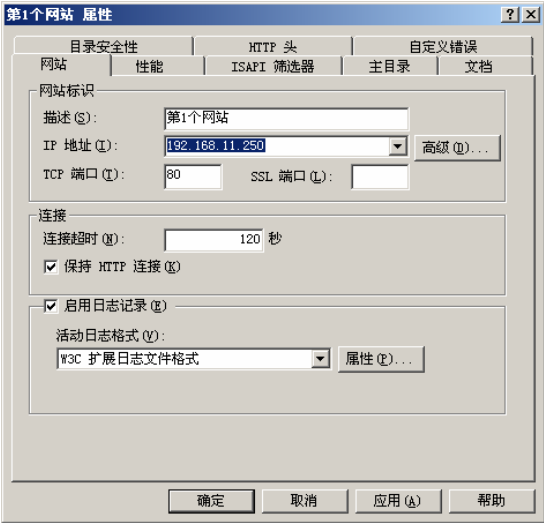 第1个网站 属性
目录安全性 HTTP 头 自定义错误
网站 性能 ISAPI 筛选器 主目录 文档
网站标识
描述(S): 第1个网站
IP 地址(I): 192.168.11.250 高级(D)...
TCP 端口(T): 80 SSL 端口(L):
连接
连接超时(N): 120 秒
保持 HTTP 连接(K)
启用日志记录(E)
活动日志格式(V):
W3C 扩展日志文件格式 属性(P)...
确定 取消 应用(A) 帮助